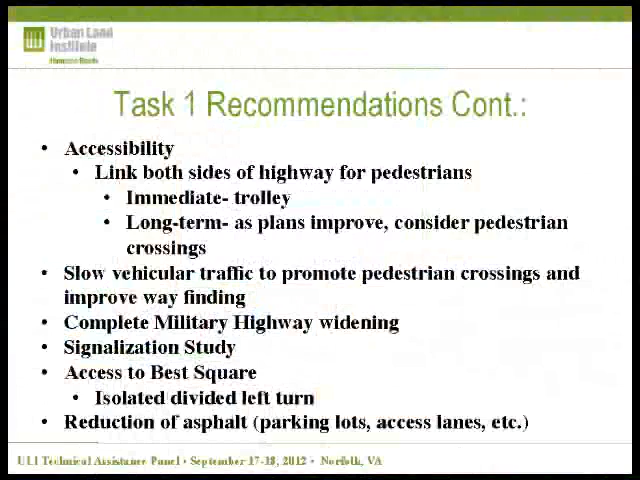 Urban Land
Institute
Hampton Roads
Task 1 Recommendations Cont.:
• Accessibility
• Link both sides of highway for pedestrians
• Immediate- trolley
• Long-term- as plans improve, consider pedestrian
crossings
• Slow vehicular traffic to promote pedestrian crossings and
improve way finding
• Complete Military Highway widening
• Signalization Study
• Access to Best Square
• Isolated divided left turn
• Reduction of asphalt (parking lots, access lanes, etc.)
ULI Technical Assistance Panel • September 17-18, 2012 • Norfolk, VA